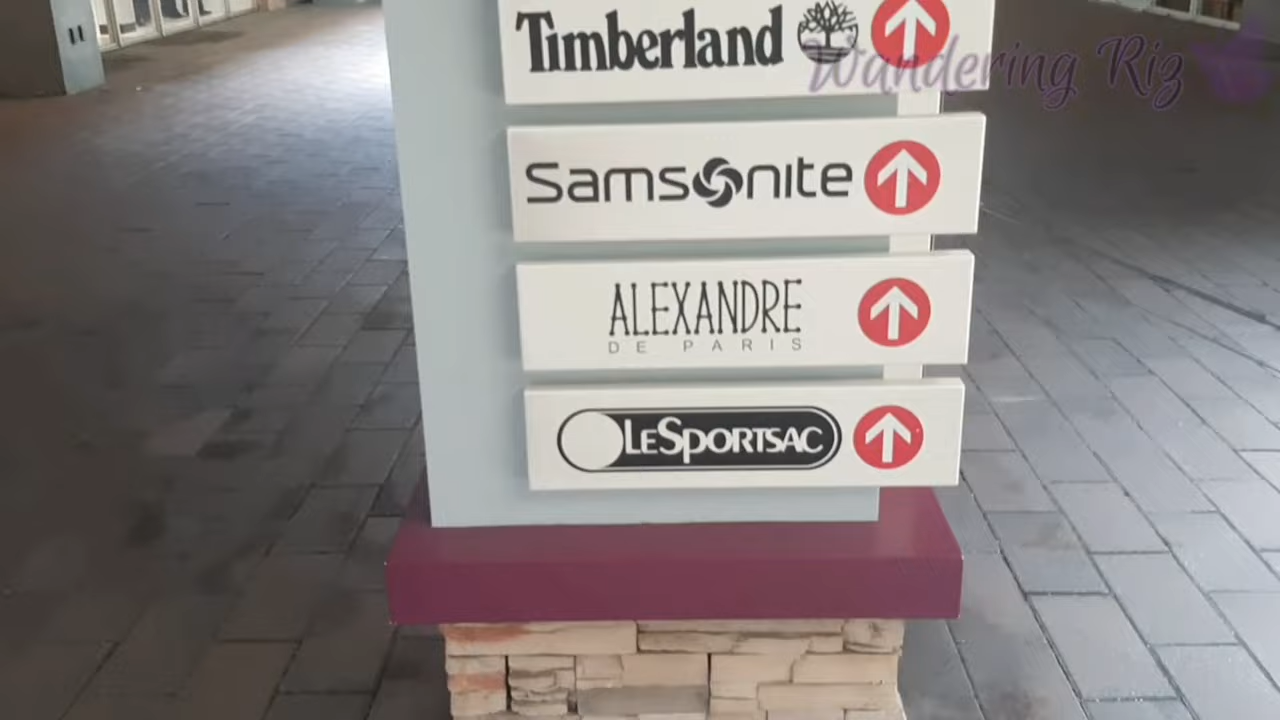 Timberland
Wandering Riz
Samsonite
ALEXANDRE
DE PARIS
LESPORTSAC